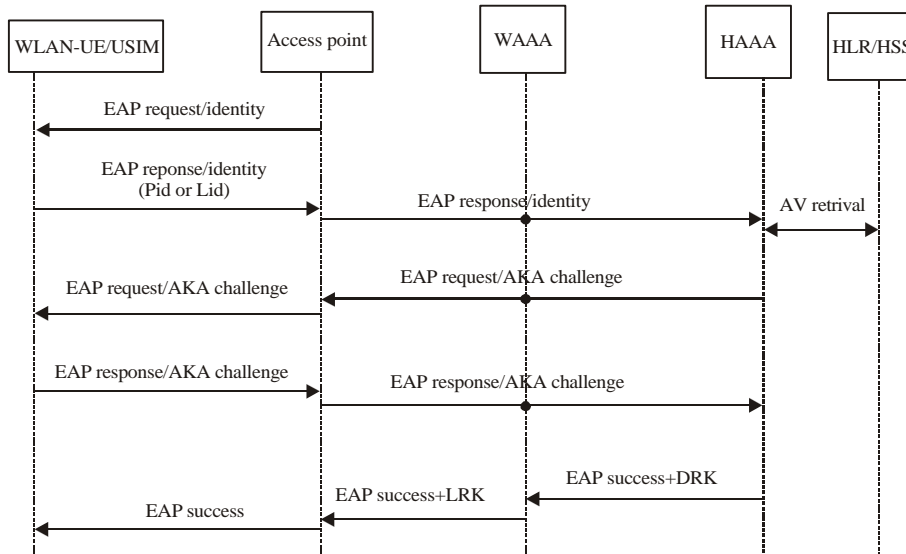 WLAN-UE/USIM
Access point
WAAA
HAAA
HLR/HSS
EAP request/identity
EAP reponse/identity
(Pid or Lid)
EAP response/identity
AV retrival
EAP request/AKA challenge
EAP request/AKA challenge
EAP response/AKA challenge
EAP response/AKA challenge
EAP success+DRK
EAP success+LRK
EAP success